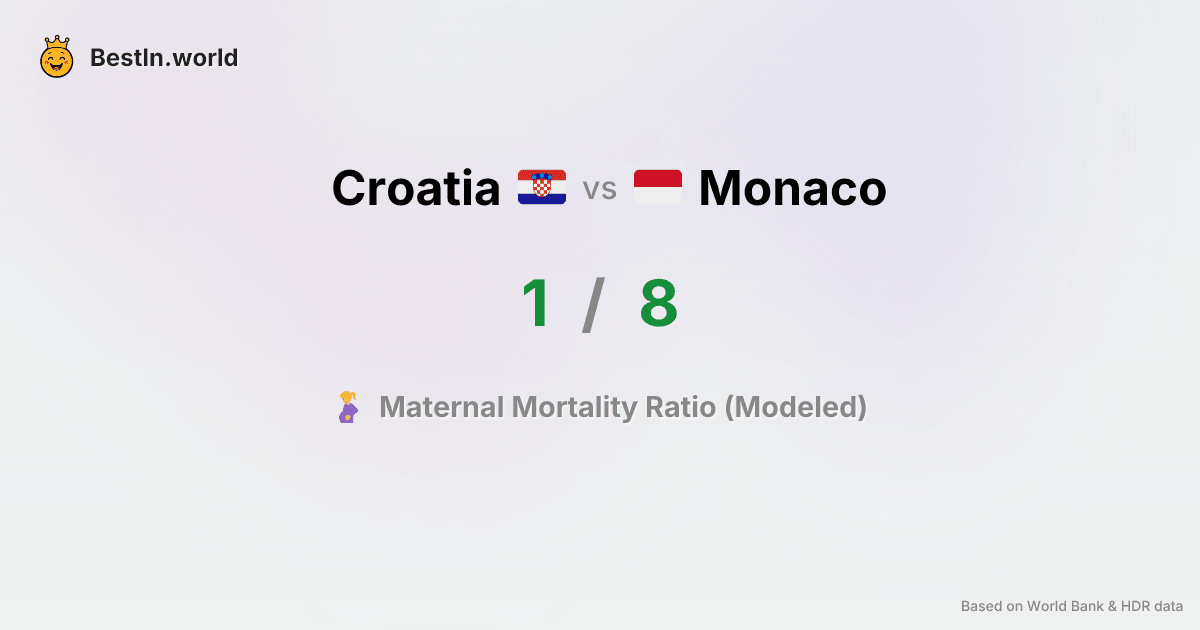 BestIn.world
Croatia vs Monaco
1 / 8
Maternal Mortality Ratio (Modeled)
Based on World Bank & HDR data